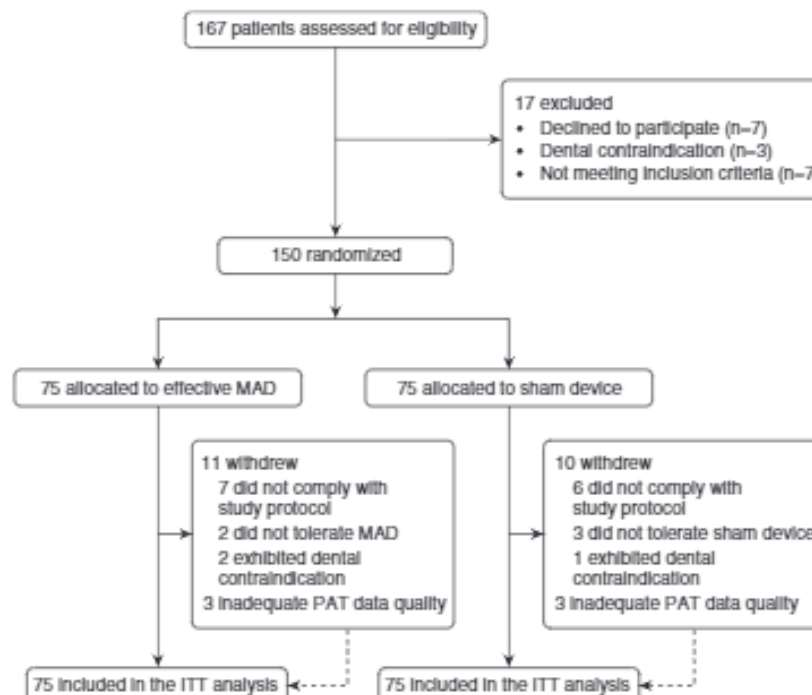 167 patients assessed for eligibility
17 excluded
• Declined to participate (n=7)
• Dental contraindication (n=3)
• Not meeting inclusion criteria (n=7
150 randomized
75 allocated to effective MAD
75 allocated to sham device
11 withdrew
7 did not comply with
study protocol
2 did not tolerate MAD
2 exhibited dental
contraindication
3 inadequate PAT data quality
10 withdrew
6 did not comply with
study protocol
3 did not tolerate sham device
1 exhibited dental
contraindication
3 inadequate PAT data quality
75 included in the ITT analysis
75 included in the ITT analysis